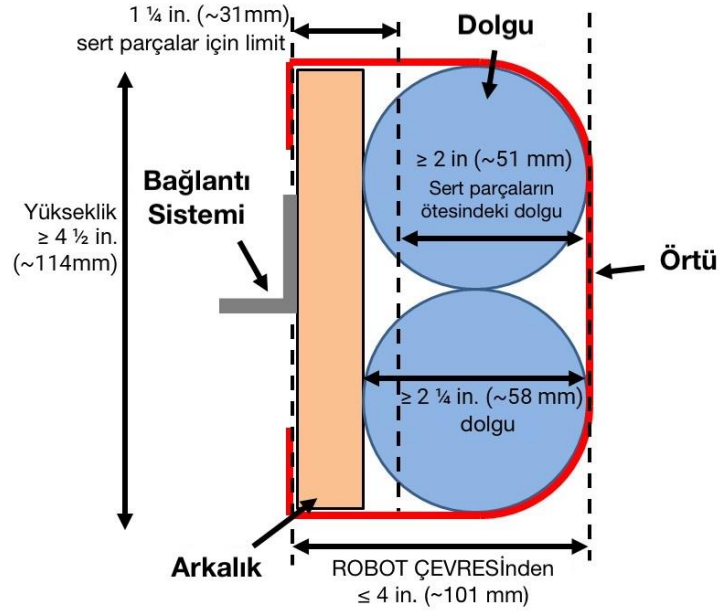 1 ¼ in. (~31mm)
sert parçalar için limit
Dolgu
≥ 2 in (~51 mm)
Sert parçaların
ötesindeki dolgu
Bağlantı
Sistemi
Yükseklik
≥ 4 ½ in.
(~114mm)
Örtü
≥ 2 ¼ in. (~58 mm)
dolgu
Arkalık
ROBOT ÇEVRESİnden
≤ 4 in. (~101 mm)